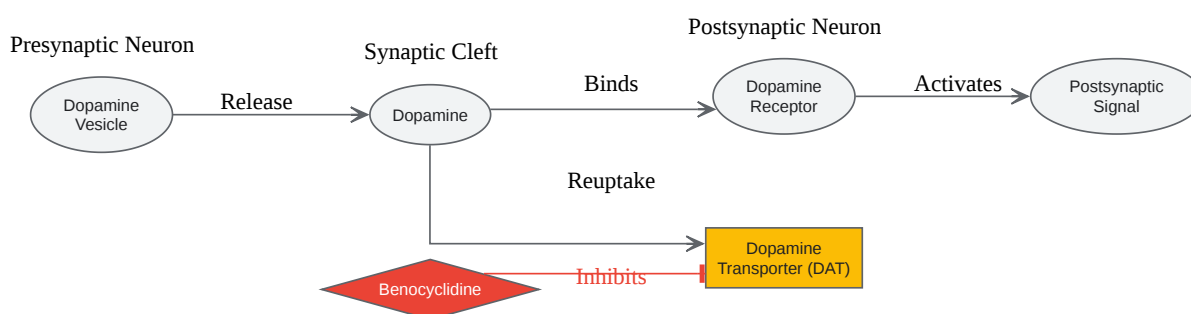 Presynaptic Neuron
Synaptic Cleft
Postsynaptic Neuron
Dopamine
Vesicle
Release
Dopamine
Binds
Dopamine
Receptor
Activates
Postsynaptic
Signal
Reuptake
Dopamine
Transporter (DAT)
Inhibits
Benocyclidine